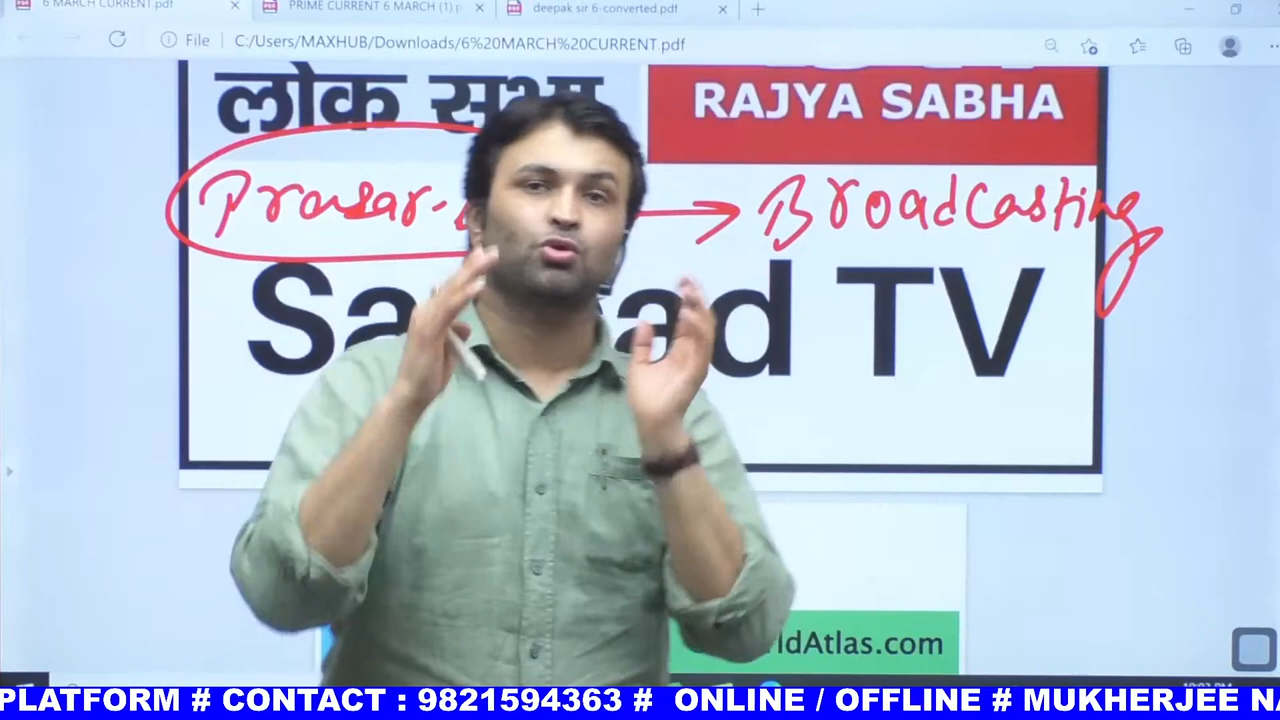 6 MARCH CURRENT.pdf
PRIME CURRENT 6 MARCH (1).p
deepak sir 6-converted.pdf
File
C:/Users/MAXHUB/Downloads/6%20MARCH%20CURRENT.pdf
लोक सभा
RAJYA SABHA
Prasar-
Broadcasting
Sa ad TV
ldAtlas.com
PLATFORM # CONTACT : 9821594363 # ONLINE / OFFLINE # MUKHERJEE NA